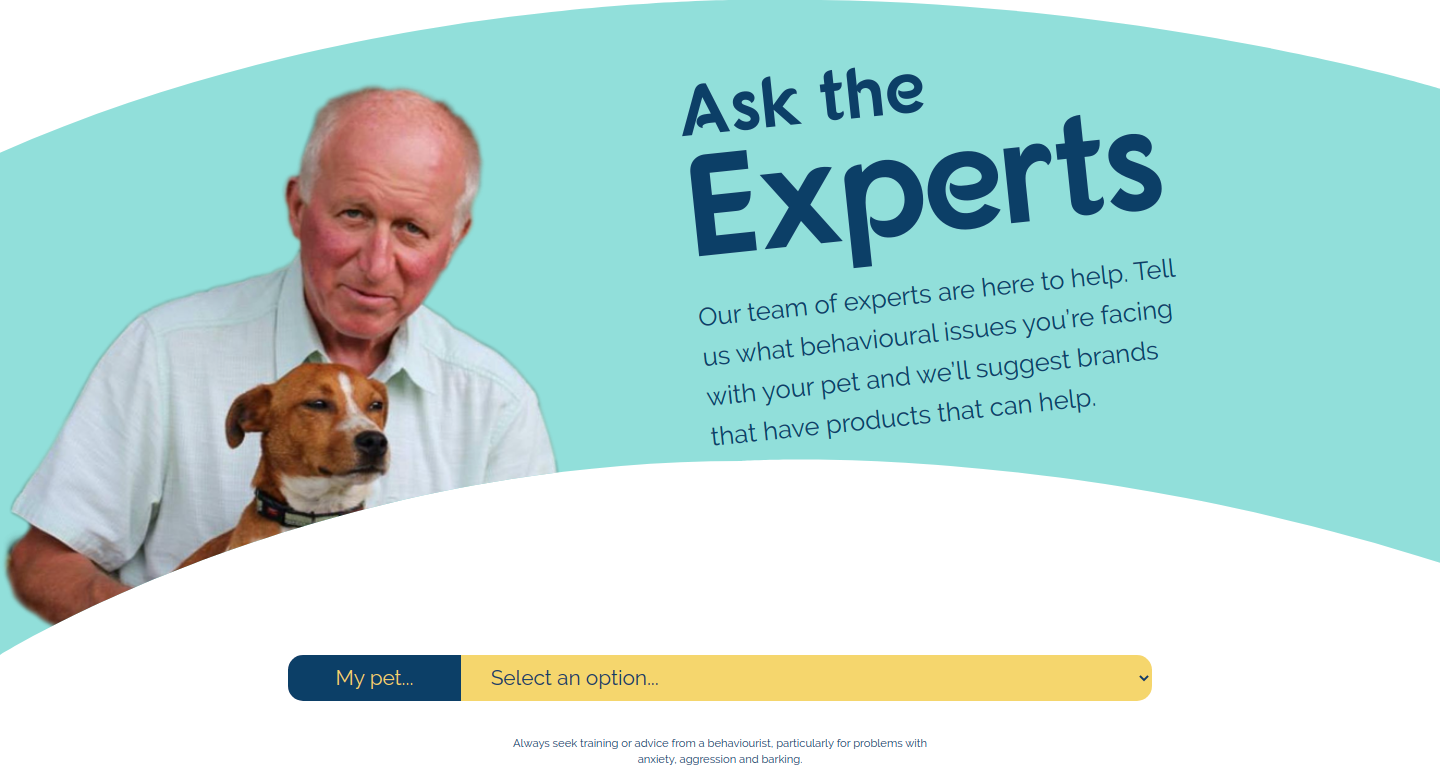 Ask the
Experts
Our team of experts are here to help. Tell
us what behavioural issues you're facing
with your pet and we'll suggest brands
that have products that can help.
My pet... Select an option...
Always seek training or advice from a behaviourist, particularly for problems with
anxiety, aggression and barking.